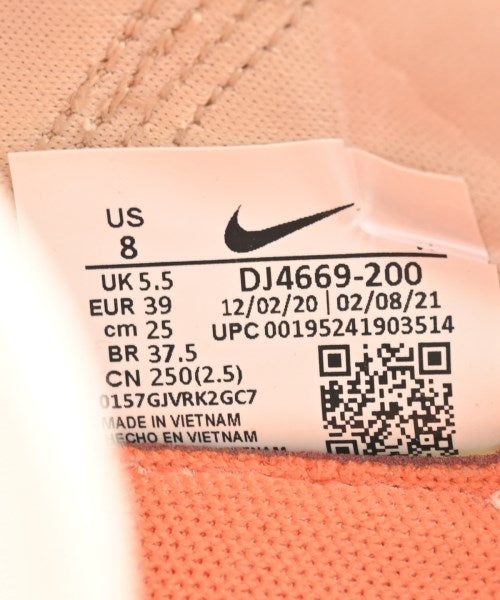 US
8
UK 5.5
EUR 39
cm 25
BR 37.5
CN 250(2.5)
DJ4669-200
12/02/20 | 02/08/21
UPC 00195241903514
0157GJVRK2GC7
MADE IN VIETNAM
HECHO EN VIETNAM